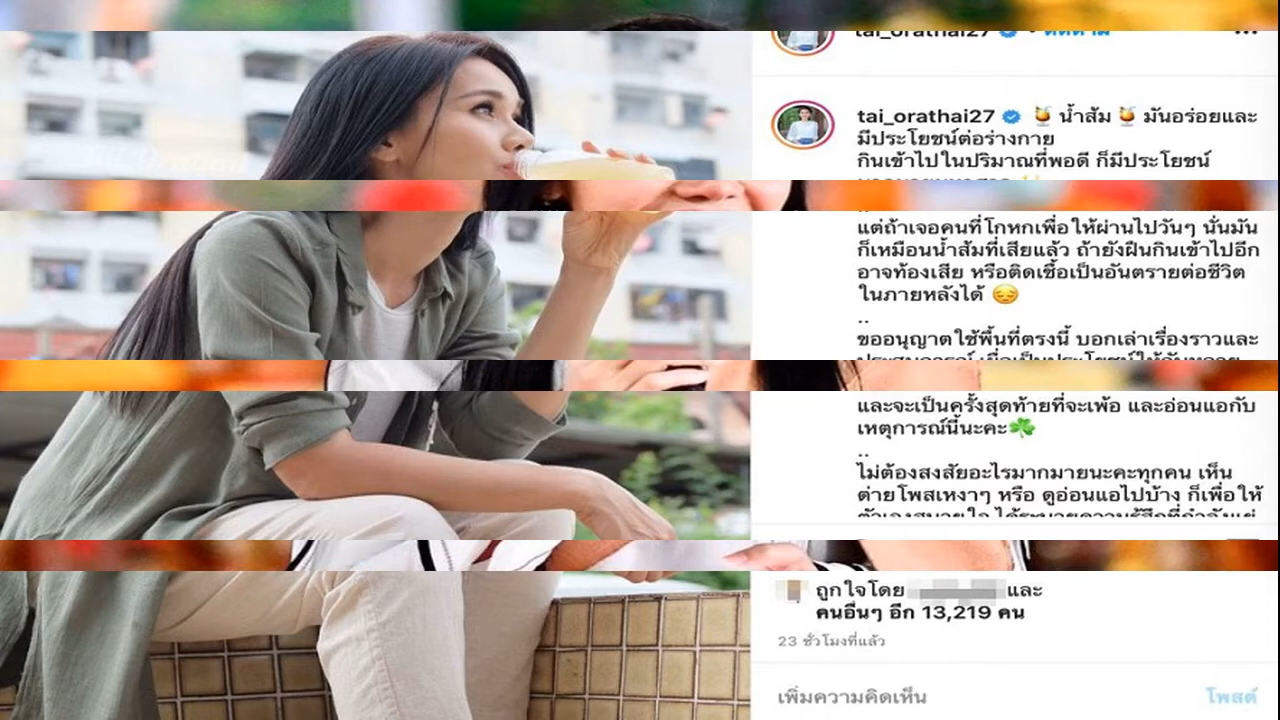 tai_orathai27 • ติดตาม
tai_orathai27 น้ำส้ม มันอร่อยและ
มีประโยชน์ต่อร่างกาย
กินเข้าไปในปริมาณที่พอดี ก็มีประโยชน์
แต่ถ้าเจอคนที่โกหกเพื่อให้ผ่านไปวันๆ นั่นมัน
ก็เหมือนน้ำส้มที่เสียแล้ว ถ้ายังฝืนกินเข้าไปอีก
อาจท้องเสีย หรือติดเชื้อเป็นอันตรายต่อชีวิต
ในภายหลังได้ 😔
..
ขออนุญาตใช้พื้นที่ตรงนี้ บอกเล่าเรื่องราวและ
และจะเป็นครั้งสุดท้ายที่จะเพ้อ และอ่อนแอกับ
เหตุการณ์นี้นะคะ☘️
..
ไม่ต้องสงสัยอะไรมากมายนะคะทุกคน เห็น
ต่ายโพสเหงาๆ หรือ ดูอ่อนแอไปบ้าง ก็เพื่อให้
ถูกใจโดย และ
คนอื่นๆ อีก 13,219 คน
23 ชั่วโมงที่แล้ว
เพิ่มความคิดเห็น โพสต์